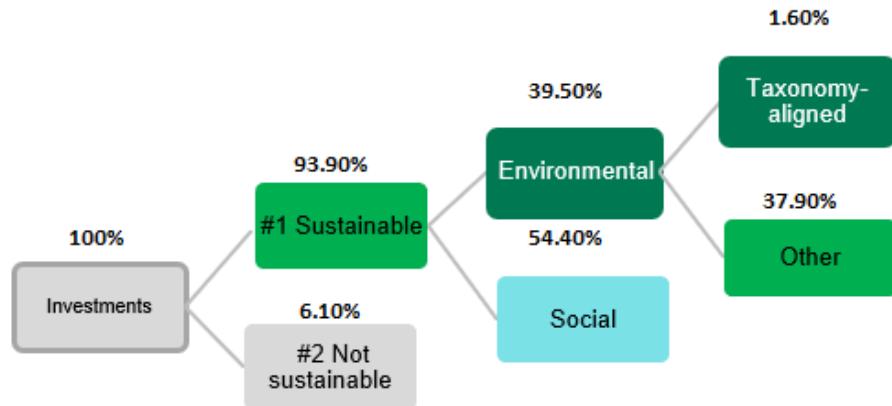 1.60%
Taxonomy-
aligned
39.50%
Environmental
93.90%
#1 Sustainable
37.90%
Other
100%
Investments
54.40%
Social
6.10%
#2 Not
sustainable